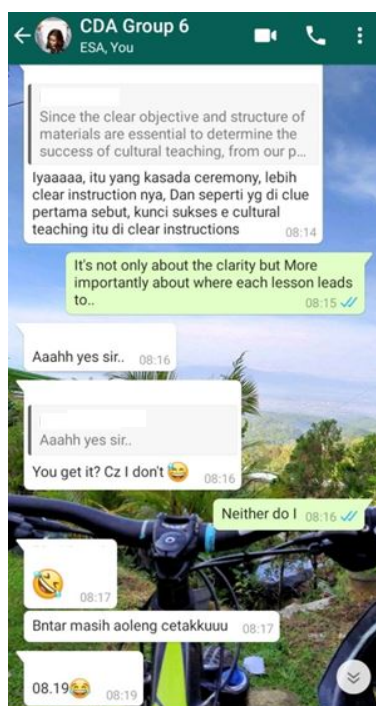 CDA Group 6
ESA, You
Since the clear objective and structure of
materials are essential to determine the
success of cultural teaching, from our p...
Iyaaaaa, itu yang kasada ceremony, lebih
clear instruction nya, Dan seperti yg di clue
pertama sebut, kunci sukses e cultural
teaching itu di clear instructions
08:14
It's not only about the clarity but More
importantly about where each lesson leads
to..
08:15
Aaahh yes sir..
08:16
Aaahh yes sir..
You get it? Cz I don't
08:16
Neither do I
08:16
08:17
Bntar masih aoleng cetakkuuu
08:17
08.19
08:19